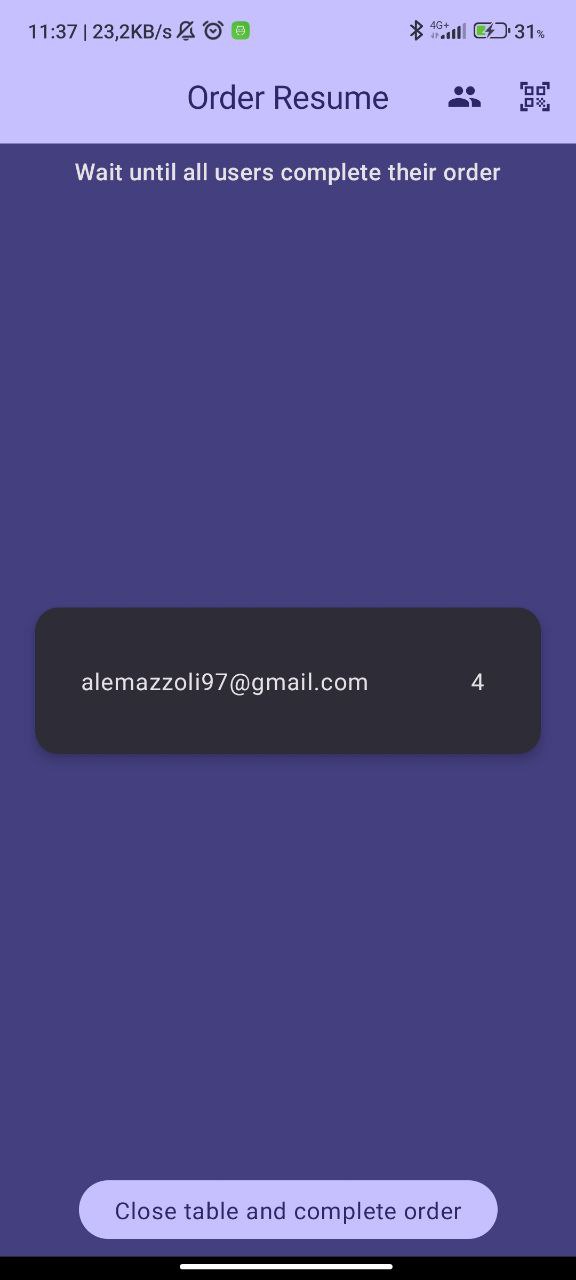 11:37 | 23,2KB/s 4G+ 31%
Order Resume
Wait until all users complete their order
alemazzoli97@gmail.com 4
Close table and complete order